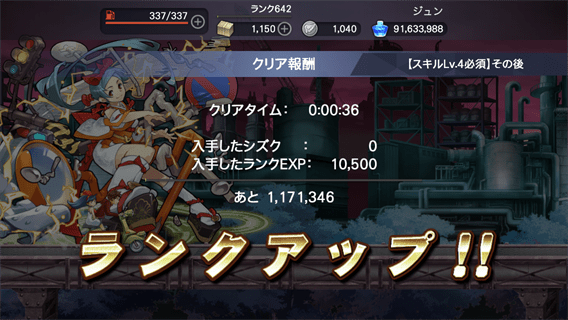 337/337
ランク642
1,150
1,040
ジュン
91,633,988
クリア報酬
【スキルLv.4必須】その後
クリアタイム： 0:00:36
入手したシズク ： 0
入手したランクEXP： 10,500
あと 1,171,346
ランクアップ!!